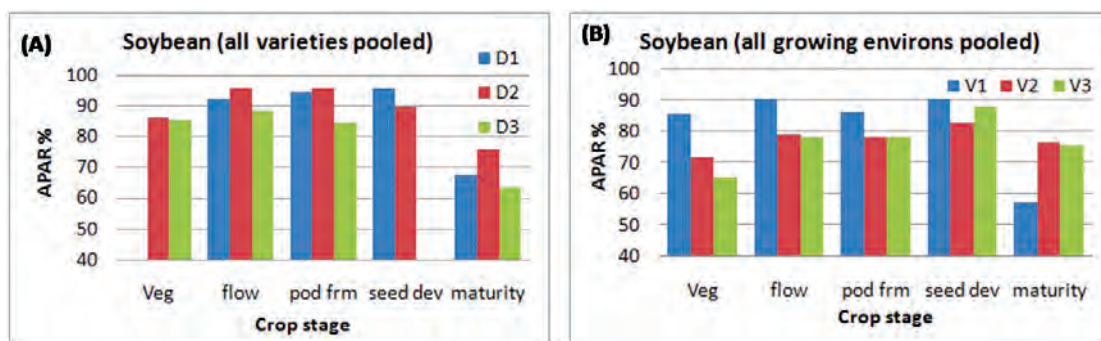 (A)
Soybean (all varieties pooled)
D1
D2
D3
100
90
80
70
60
50
40
APAR %
Veg flow pod frm seed dev maturity
Crop stage
(B)
Soybean (all growing environs pooled)
V1 V2 V3
100
90
80
70
60
50
40
APAR %
Veg flow pod frm seed dev maturity
Crop stage